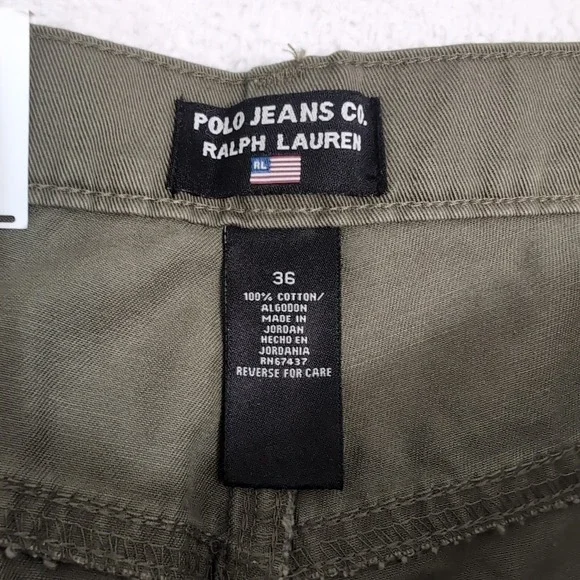 POLO JEANS CO.
RALPH LAUREN
RL
36
100% COTTON/
ALGODON
MADE IN
JORDAN
HECHO EN
JORDANIA
RN67437
REVERSE FOR CARE